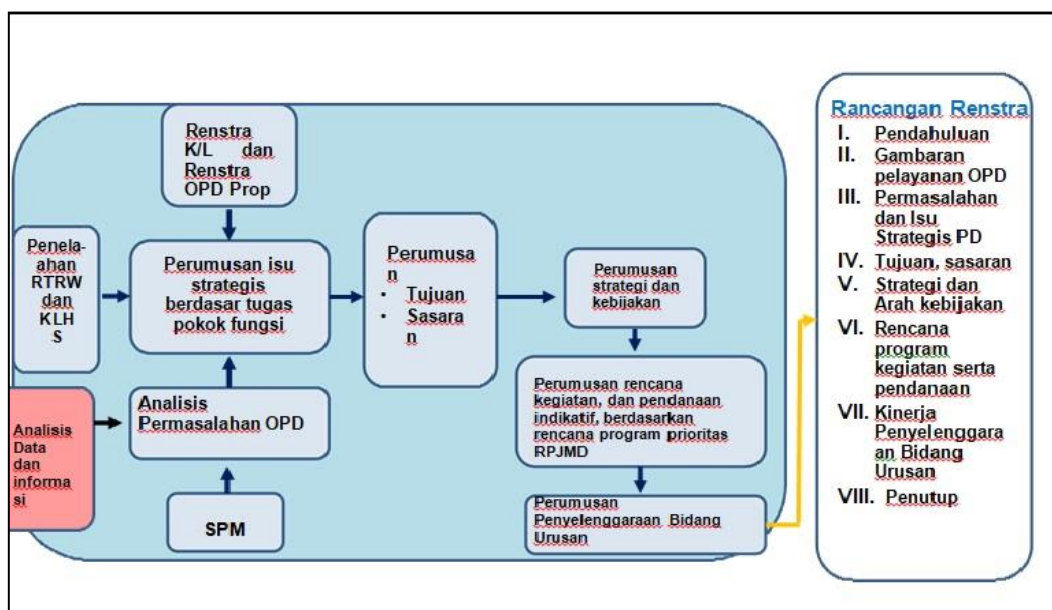 Renstra
K/L dan
Renstra
OPD Prop
Penela-
ahan
RTRW
dan
KLH
S
Perumusan isu
strategis
berdasar tugas
pokok fungsi
Perumusa
n
• Tujuan
• Sasara
n
Perumusan
strategi dan
kebijakan
Analisis
Data
dan
informa
si
Analisis
Permasalahan OPD
SPM
Perumusan rencana
kegiatan, dan pendanaan
indikatif, berdasarkan
rencana program prioritas
RPJMD
Perumusan
Penyelenggaraan Bidang
Urusan
Rancangan Renstra
I. Pendahuluan
II. Gambaran
pelayanan OPD
III. Permasalahan
dan Isu
Strategis PD
IV. Tujuan, sasaran
V. Strategi dan
Arah kebijakan
VI. Rencana
program
kegiatan serta
pendanaan
VII. Kinerja
Penyelenggara
an Bidang
Urusan
VIII. Penutup